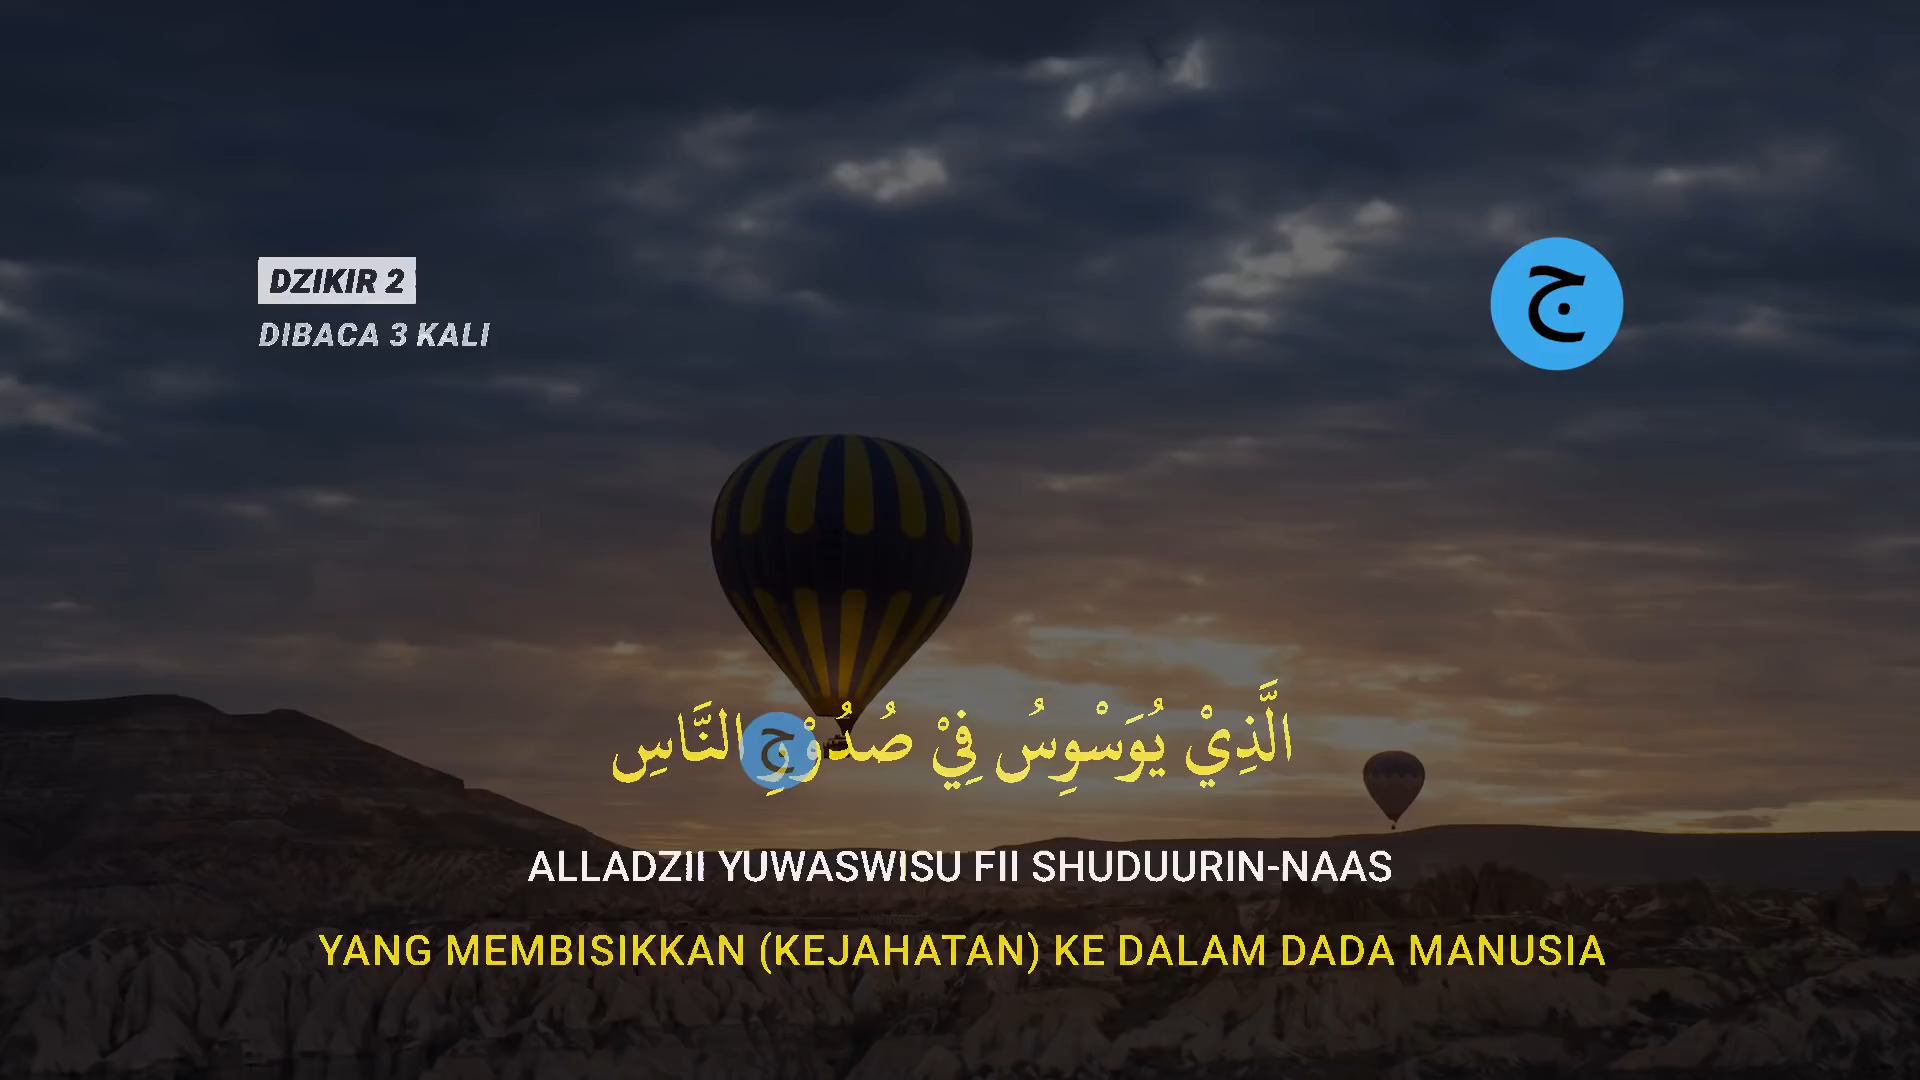 DZIKIR 2
DIBACA 3 KALI
ج
الَّذِيْ يُوَسْوِسُ فِيْ صُدُوْرِ النَّاسِ
ج
ALLADZII YUWASWISU FII SHUDUURIN-NAAS
YANG MEMBISIKKAN (KEJAHATAN) KE DALAM DADA MANUSIA